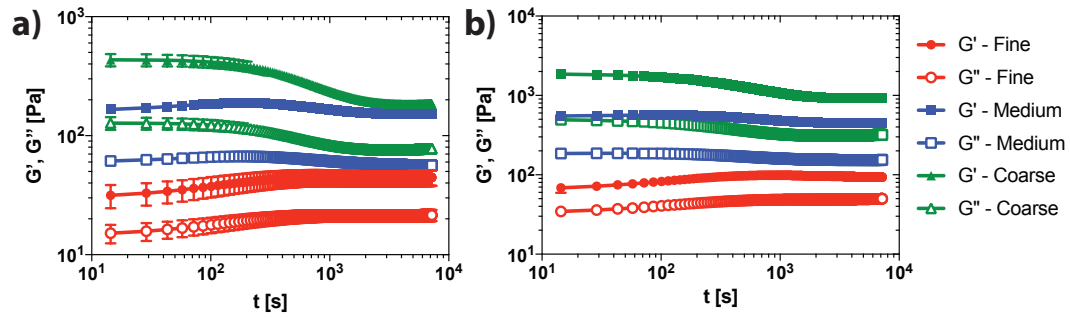 a)
G', G'' [Pa]
10³
10²
10¹
10¹ 10² 10³ 10⁴
t [s]
b)
G', G'' [Pa]
10⁴
10³
10²
10¹
10¹ 10² 10³ 10⁴
t [s]
G' - Fine
G'' - Fine
G' - Medium
G'' - Medium
G' - Coarse
G'' - Coarse